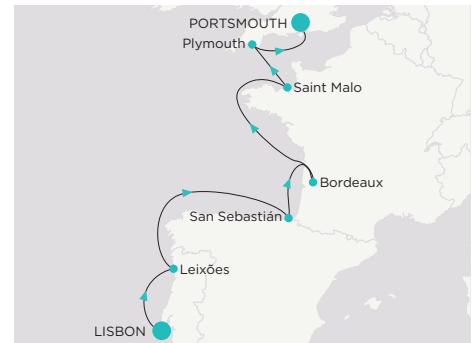 PORTSMOUTH
Plymouth
Saint Malo
Bordeaux
San Sebastián
Leixões
LISBON